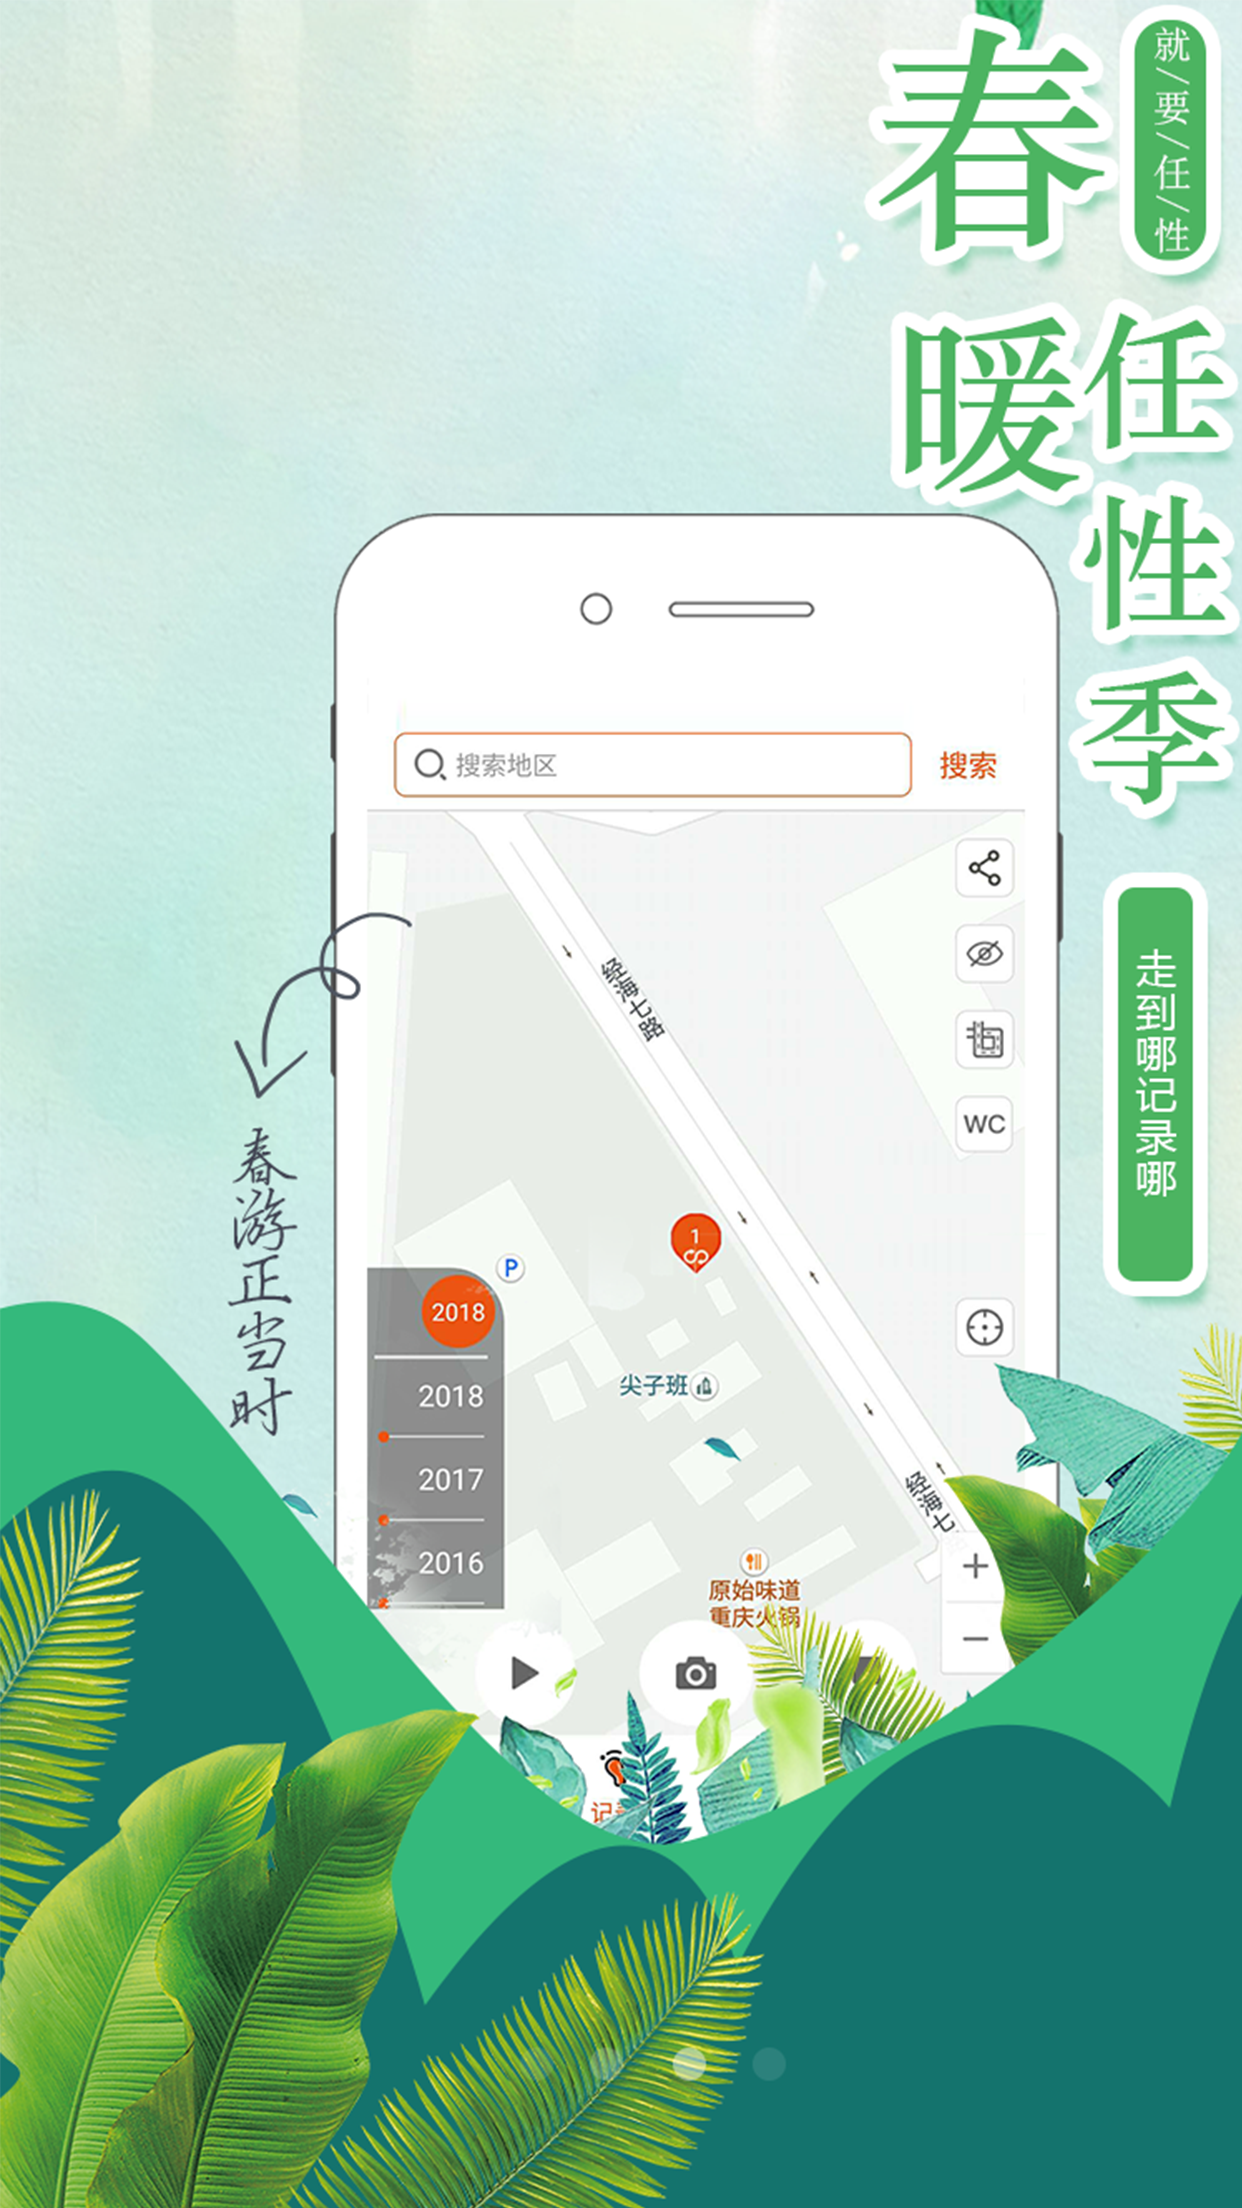 春暖
就/要/任/性
任性季
走到哪记录哪
搜索地区
搜索
经海七路
WC
1
P
2018
2018
2017
2016
尖子班
经海七
原始味道
重庆火锅
春游正当时
+
−
记